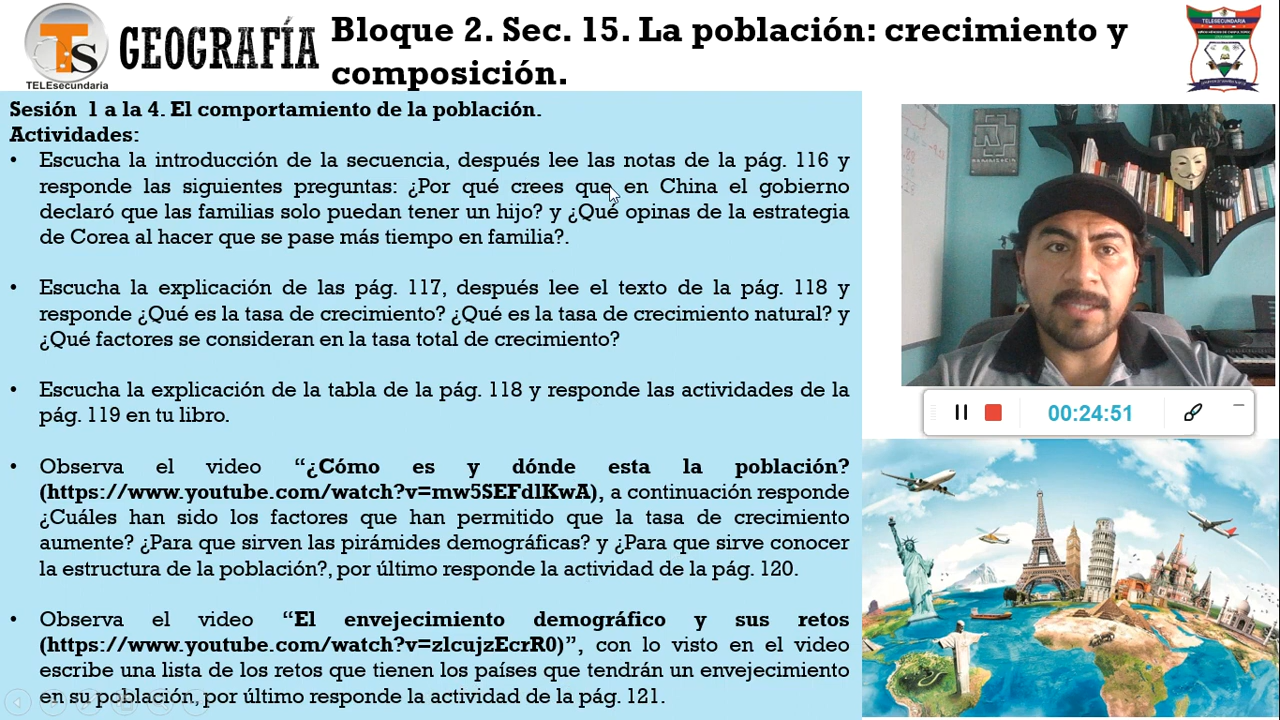 TS
TELEsecundaria
GEOGRAFÍA
Bloque 2. Sec. 15. La población: crecimiento y
composición.
TELESECUNDARIA
Sesión 1 a la 4. El comportamiento de la población.
Actividades:
• Escucha la introducción de la secuencia, después lee las notas de la pág. 116 y
responde las siguientes preguntas: ¿Por qué crees que en China el gobierno
declaró que las familias solo puedan tener un hijo? y ¿Qué opinas de la estrategia
de Corea al hacer que se pase más tiempo en familia?.
• Escucha la explicación de las pág. 117, después lee el texto de la pág. 118 y
responde ¿Qué es la tasa de crecimiento? ¿Qué es la tasa de crecimiento natural? y
¿Qué factores se consideran en la tasa total de crecimiento?
• Escucha la explicación de la tabla de la pág. 118 y responde las actividades de la
pág. 119 en tu libro.
• Observa el video “¿Cómo es y dónde esta la población?
(https://www.youtube.com/watch?v=mw5SEFdlKwA), a continuación responde
¿Cuáles han sido los factores que han permitido que la tasa de crecimiento
aumente? ¿Para que sirven las pirámides demográficas? y ¿Para que sirve conocer
la estructura de la población?, por último responde la actividad de la pág. 120.
• Observa el video “El envejecimiento demográfico y sus retos
(https://www.youtube.com/watch?v=zlcujzEcrR0)”, con lo visto en el video
escribe una lista de los retos que tienen los países que tendrán un envejecimiento
en su población, por último responde la actividad de la pág. 121.
RAMMSTEIN
00:24:51